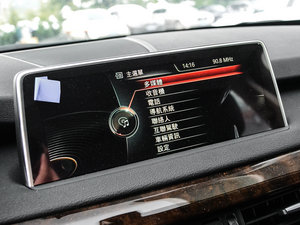 主選單
14:16 90.8 MHz
多媒體
收音機
電話
導航系統
聯絡人
互聯駕駛
車輛資訊
設定